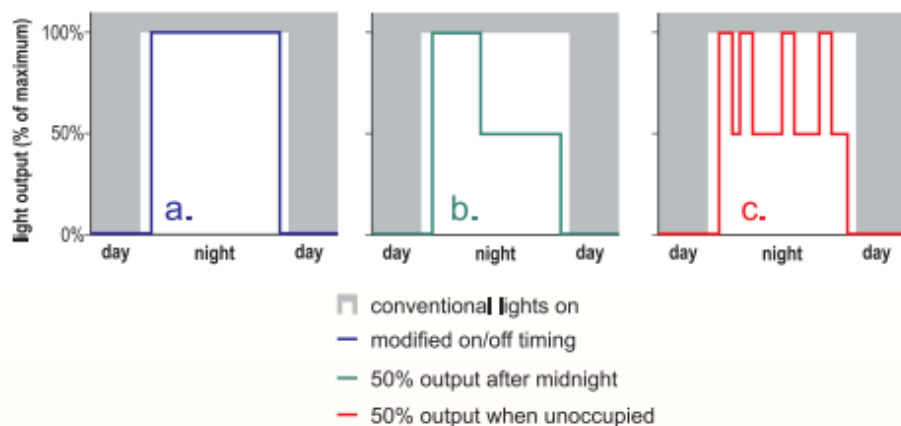 light output (% of maximum)
100%
50%
0%
a.
b.
c.
day night day
day night day
day night day
conventional lights on
modified on/off timing
50% output after midnight
50% output when unoccupied